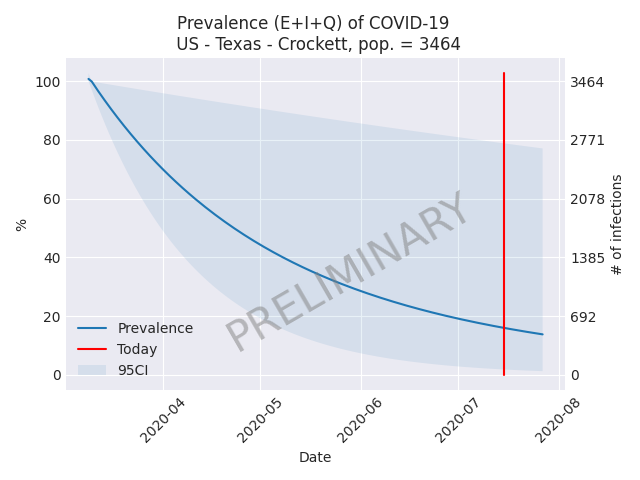 Prevalence (E+I+Q) of COVID-19
US - Texas - Crockett, pop. = 3464
100
80
60
40
20
0
%
3464
2771
2078
1385
692
0
# of infections
PRELIMINARY
Prevalence
Today
95CI
2020-04
2020-05
2020-06
2020-07
2020-08
Date